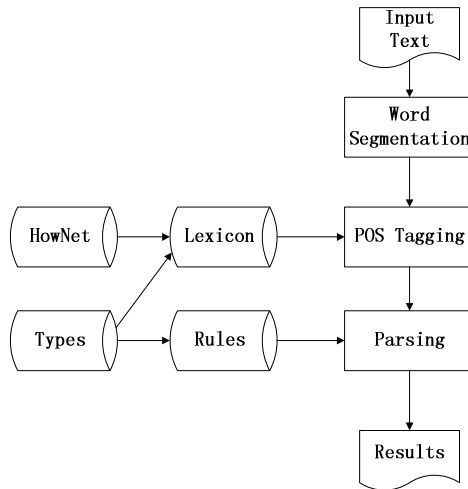 Input
Text
Word
Segmentation
HowNet
Lexicon
POS Tagging
Types
Rules
Parsing
Results